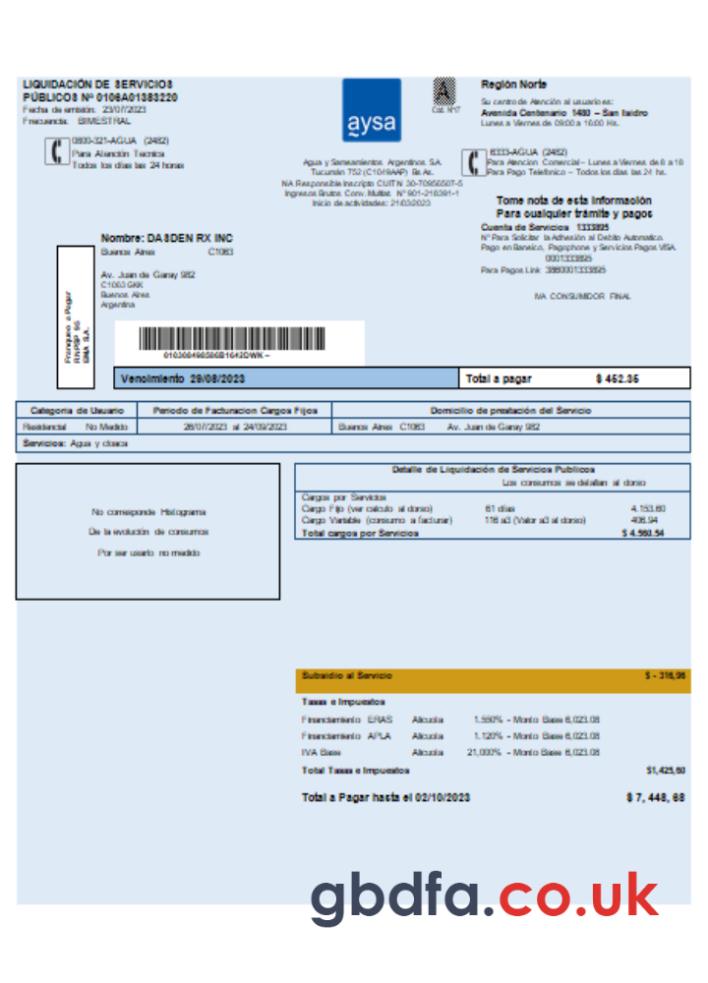 LIQUIDACIÓN DE SERVICIOS
PÚBLICOS Nº 0106A01383220
Fecha de emisión: 23/07/2023
Frecuencia: BIMESTRAL
0800-321-AGUA (2482)
Para Atención Tecnica
Todos los días las 24 horas
aysa
A
Cod. Nº17
Agua y Saneamientos Argentinos S.A.
Tucumán 752 (C1049AAP) Bs.As.
IVA Responsible Inscripto CUIT N 30-70956507-5
Ingresos Brutos Conv. Multilat. Nº 901-216391-1
Inicio de actividades: 21/03/2023
Región Norte
Su centro de Atención al usuario es:
Avenida Centenario 1480 – San Isidro
Lunes a Viernes de 09:00 a 16:00 Hs.
6333-AGUA (2482)
Para Atencion Comercial – Lunes a Viernes de 8 a 18
Para Pago Telefónico – Todos los días las 24 hs.
Tome nota de esta información
Para cualquier trámite y pagos
Cuenta de Servicios 1333895
Nº Para Solicitar la Adhesión al Debito Automatico.
Pago en Banelco, Pagophone y Servicios Pagos VISA.
0001333895
Para Pagos Link 3860001333895
IVA CONSUMIDOR FINAL
Nombre: DASDEN RX INC
Buenos Aires C1063
Av. Juan de Garay 982
C1063 GKK
Buenos Aires
Argentina
Franqueo a Pagar
RNPSP 95
EMA S.A.
Vencimiento 29/08/2023
Total a pagar $ 452.35
Categoria de Usuario Periodo de Facturacion Cargos Fijos Domicilio de prestación del Servicio
Residencial No Medido 26/07/2023 al 24/09/2023 Buenos Aires C1063 Av. Juan de Garay 982
Servicios: Agua y cloaca
No corresponde Histograma
De la evolución de consumos
Por ser usario no medido
Detalle de Liquidación de Servicios Publicos
Los consumos se detallan al dorso
Cargos por Servicios
Cargo Fijo (ver calculo al dorso) 61 días 4.153.60
Cargo Variable (consumo a facturar) 116 a3 (Valor a3 al dorso) 406.94
Total cargos por Servicios $ 4.560.54
Subsidio al Servicio $ - 316,96
Tasas e Impuestos
Financiamiento ERAS Alicuota 1.550% - Monto Base 6,023.08
Financiamiento APLA Alicuota 1.120% - Monto Base 6,023.08
IVA Base Alicuota 21,000% - Monto Base 6,023.08
Total Tasas e Impuestos $1,425,60
Total a Pagar hasta el 02/10/2023 $ 7, 448, 68
gbdfa.co.uk